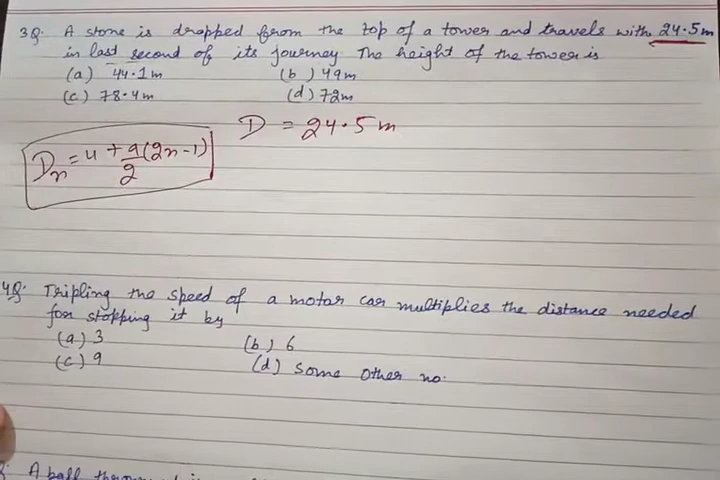 3Q. A stone is dropped from the top of a tower and travels with 24.5m
in last second of its journey. The height of the tower is
(a) 44.1m (b) 49m
(c) 78.4m (d) 72m
D = 24.5 m
Dn = u + a/2 (2n-1)
4Q. Tripling the speed of a motor car multiplies the distance needed
for stopping it by
(a) 3 (b) 6
(c) 9 (d) Some Other no.
A ball